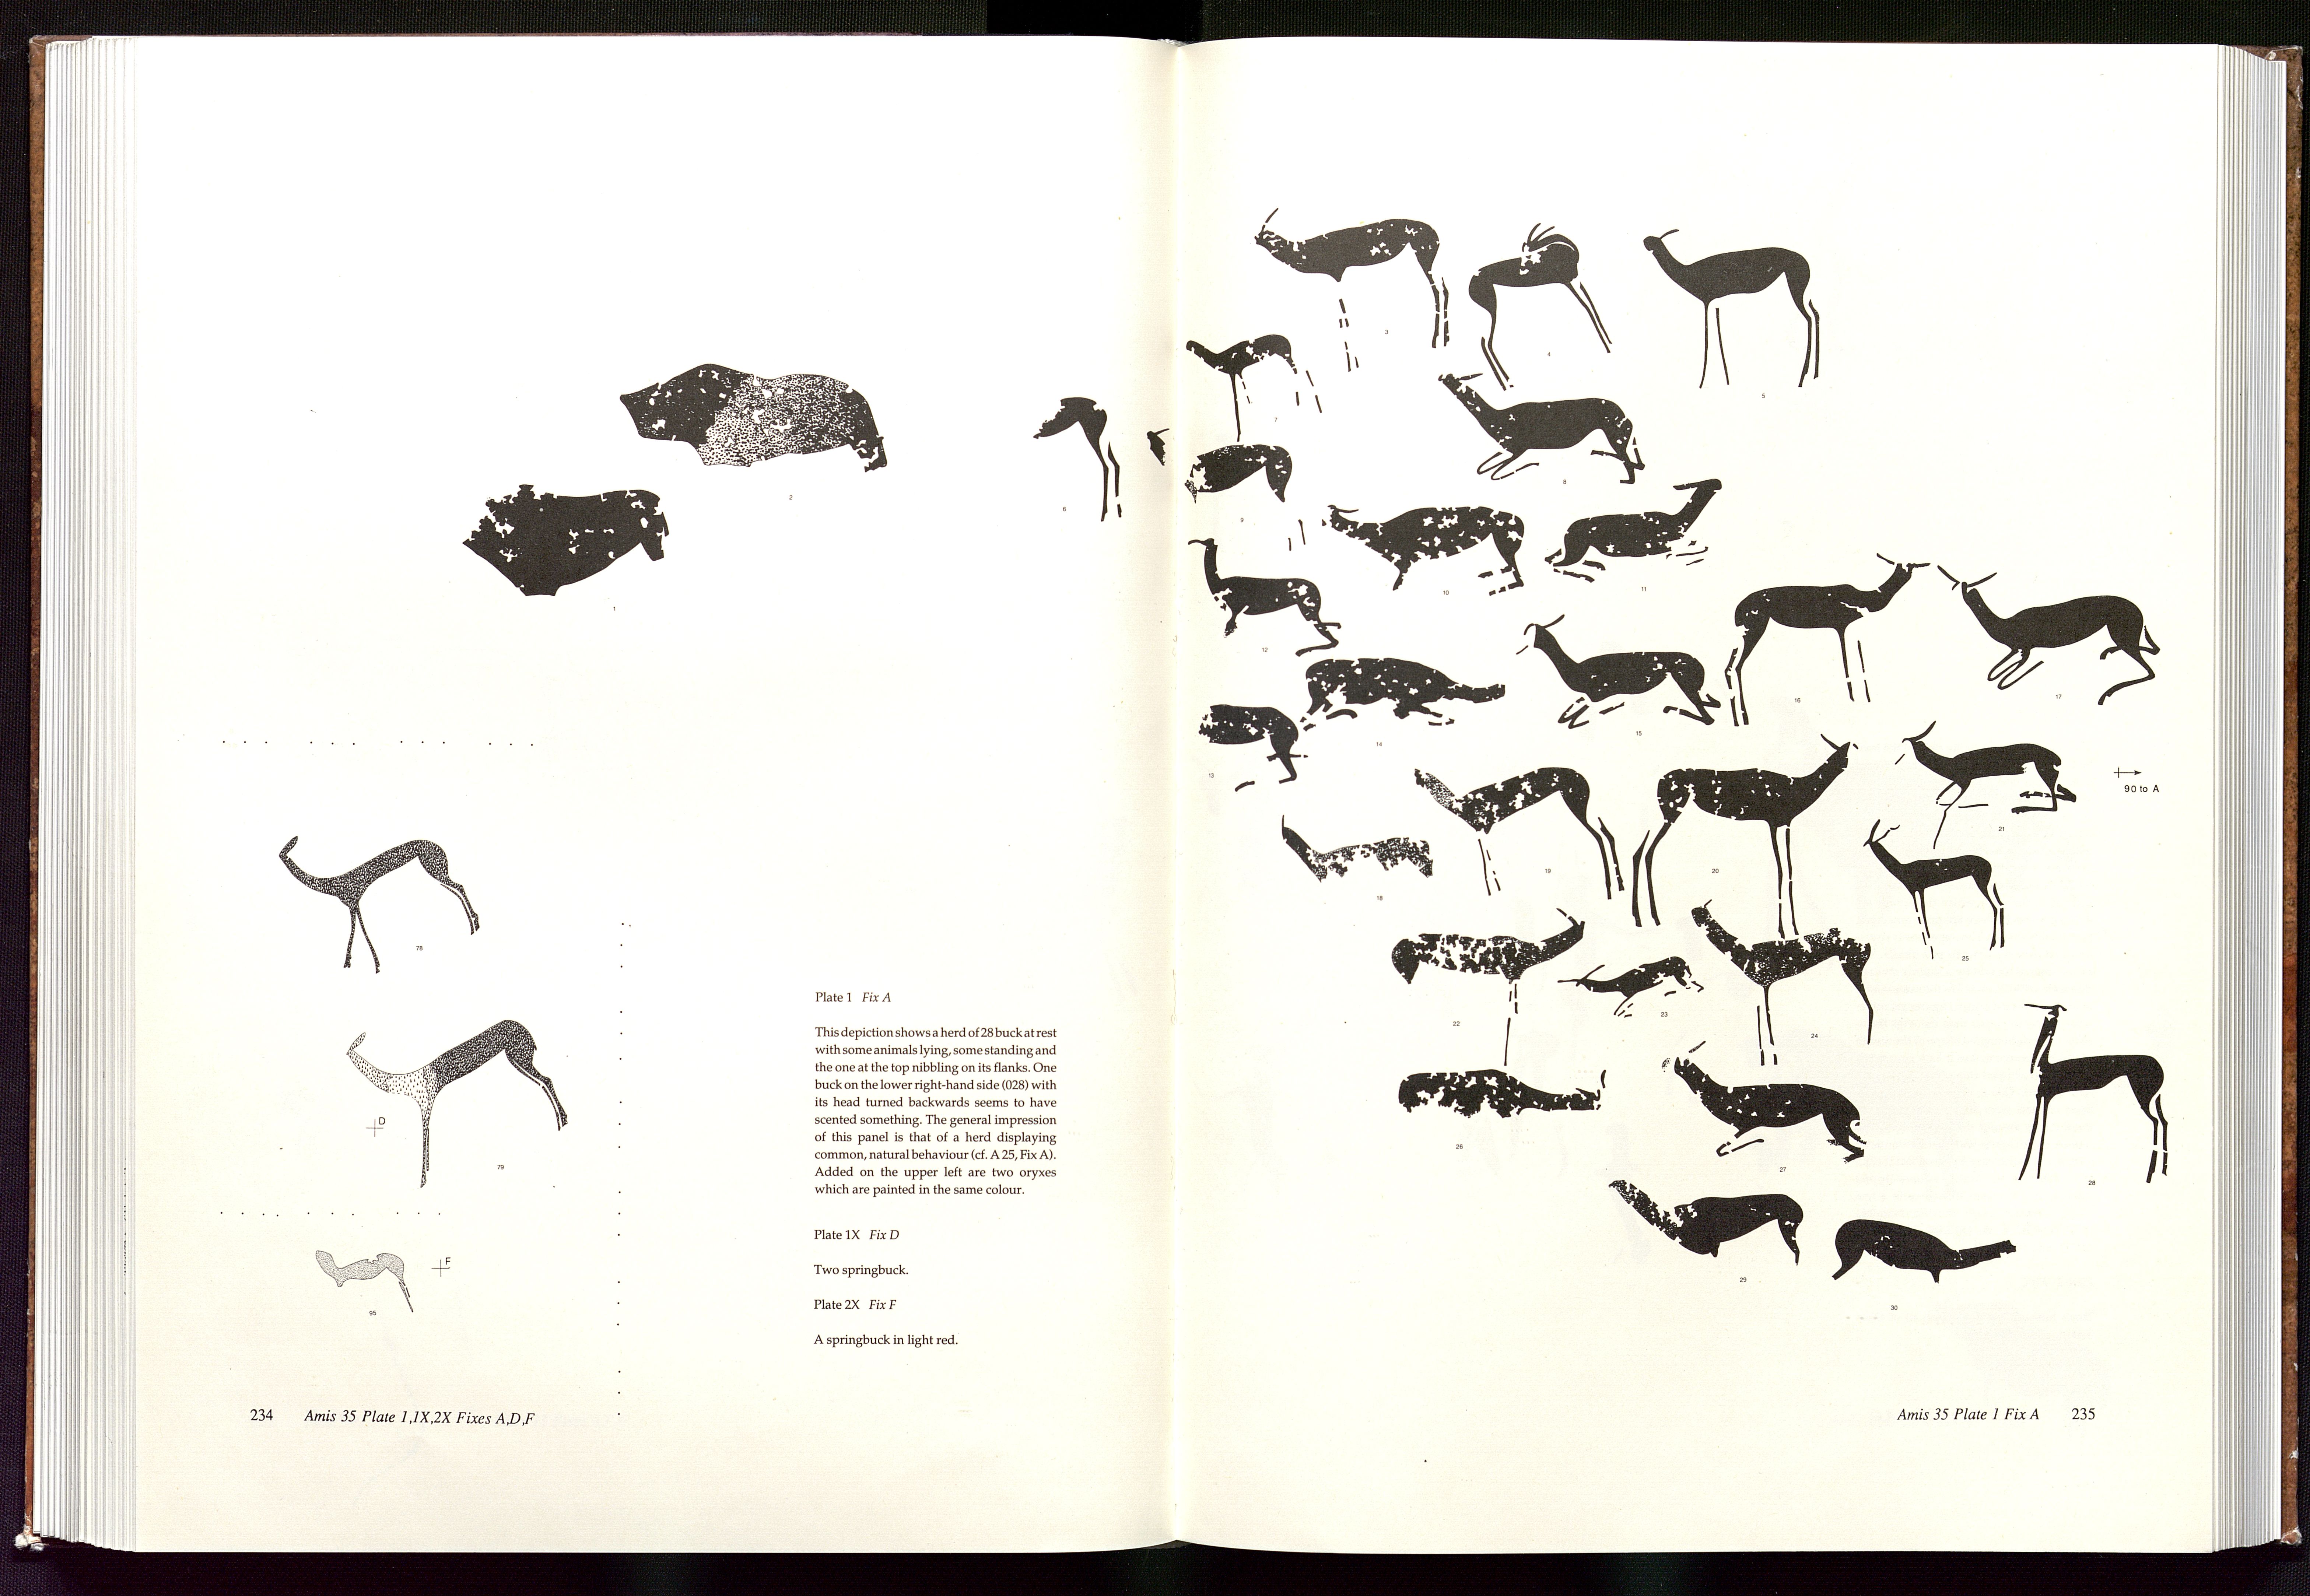 2
6
1
78
D
79
F
95
Plate 1 Fix A
This depiction shows a herd of 28 buck at rest
with some animals lying, some standing and
the one at the top nibbling on its flanks. One
buck on the lower right-hand side (028) with
its head turned backwards seems to have
scented something. The general impression
of this panel is that of a herd displaying
common, natural behaviour (cf. A 25, Fix A).
Added on the upper left are two oryxes
which are painted in the same colour.
Plate 1X Fix D
Two springbuck.
Plate 2X Fix F
A springbuck in light red.
234 Amis 35 Plate 1,1X,2X Fixes A,D,F
3
4
5
7
8
9
10
11
12
16
17
15
14
13
90 to A
21
19
20
18
25
23
22
24
26
27
28
29
30
Amis 35 Plate 1 Fix A 235